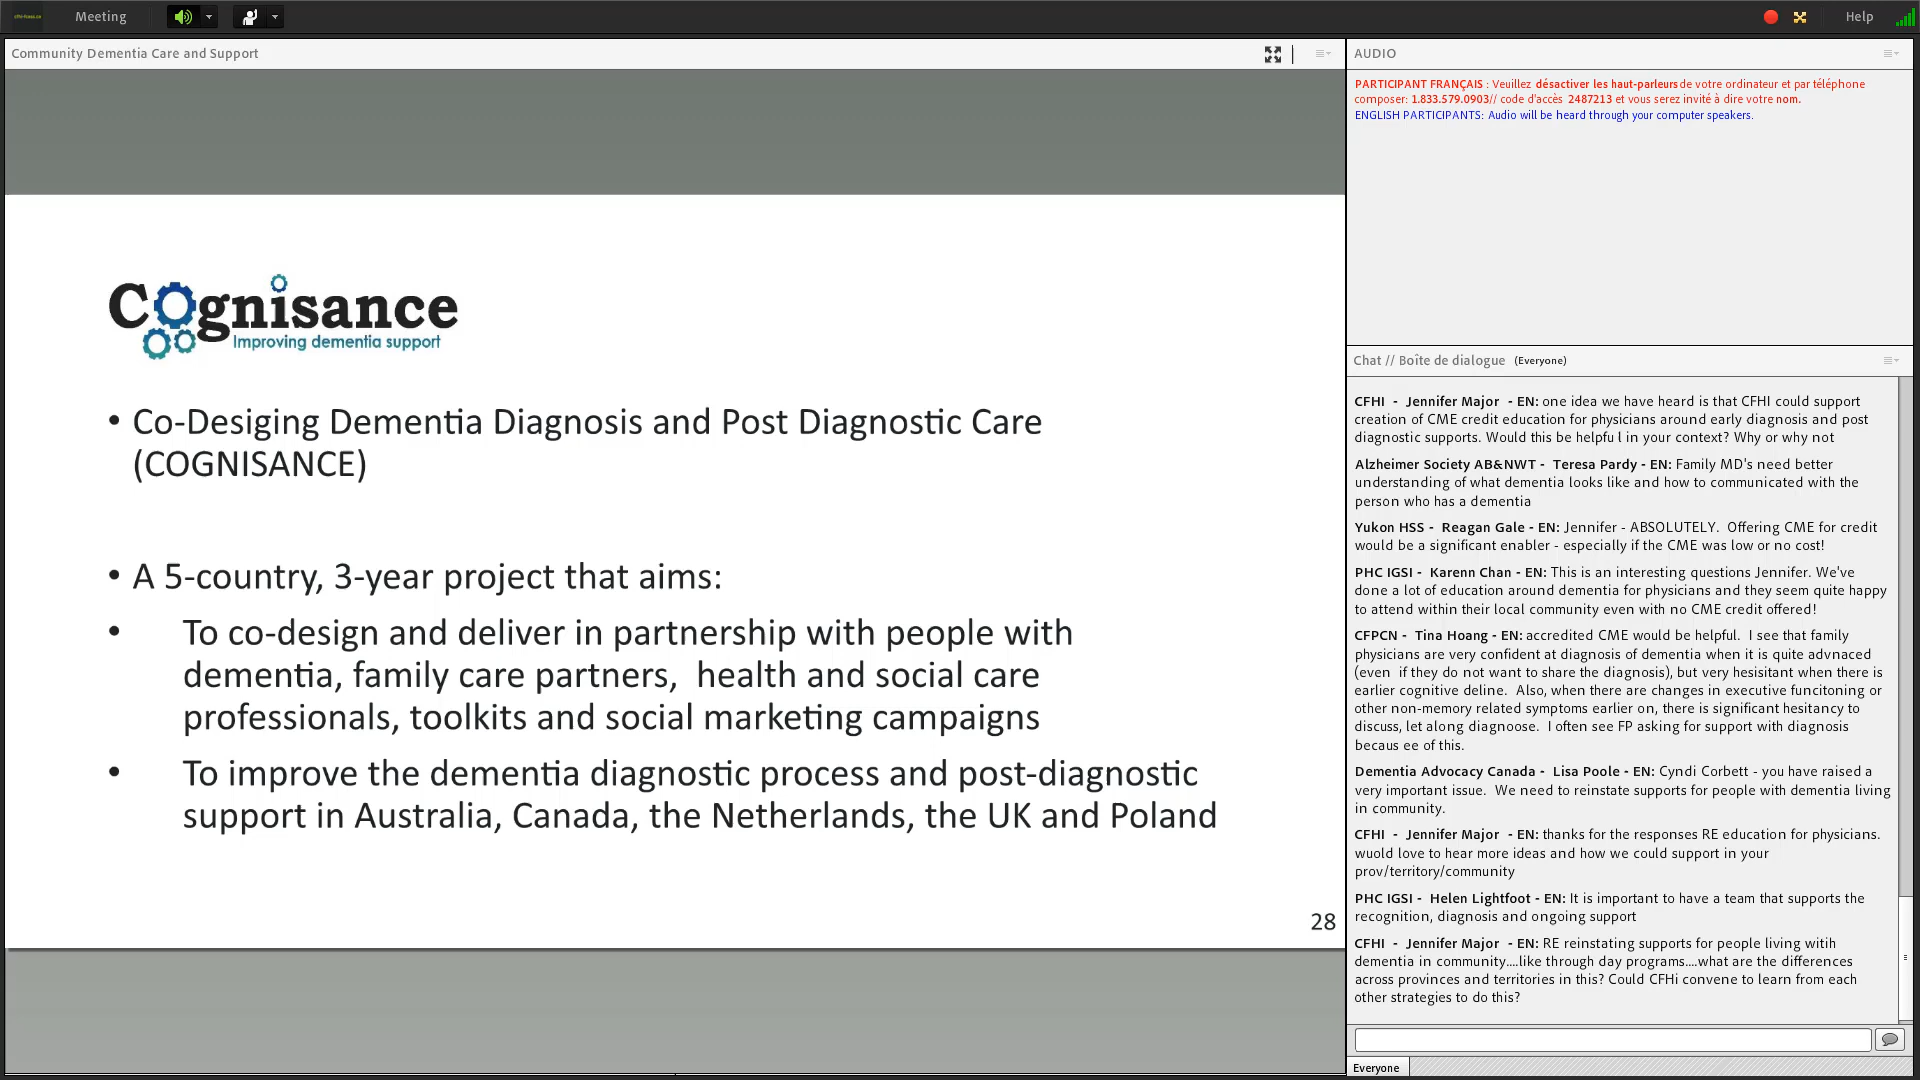 Meeting
Help
Community Dementia Care and Support
Cognisance
Improving dementia support
• Co-Desiging Dementia Diagnosis and Post Diagnostic Care
(COGNISANCE)
• A 5-country, 3-year project that aims:
• To co-design and deliver in partnership with people with
dementia, family care partners, health and social care
professionals, toolkits and social marketing campaigns
• To improve the dementia diagnostic process and post-diagnostic
support in Australia, Canada, the Netherlands, the UK and Poland
28
AUDIO
PARTICIPANT FRANÇAIS : Veuillez désactiver les haut-parleurs de votre ordinateur et par téléphone
composer: 1.833.579.0903// code d'accès 2487213 et vous serez invité à dire votre nom.
ENGLISH PARTICIPANTS: Audio will be heard through your computer speakers.
Chat // Boîte de dialogue (Everyone)
CFHI - Jennifer Major - EN: one idea we have heard is that CFHI could support
creation of CME credit education for physicians around early diagnosis and post
diagnostic supports. Would this be helpfu l in your context? Why or why not
Alzheimer Society AB&NWT - Teresa Pardy - EN: Family MD's need better
understanding of what dementia looks like and how to communicated with the
person who has a dementia
Yukon HSS - Reagan Gale - EN: Jennifer - ABSOLUTELY. Offering CME for credit
would be a significant enabler - especially if the CME was low or no cost!
PHC IGSI - Karenn Chan - EN: This is an interesting questions Jennifer. We've
done a lot of education around dementia for physicians and they seem quite happy
to attend within their local community even with no CME credit offered!
CFPCN - Tina Hoang - EN: accredited CME would be helpful. I see that family
physicians are very confident at diagnosis of dementia when it is quite advnaced
(even if they do not want to share the diagnosis), but very hesisitant when there is
earlier cognitive deline. Also, when there are changes in executive funcitoning or
other non-memory related symptoms earlier on, there is significant hesitancy to
discuss, let along diagnoose. I often see FP asking for support with diagnosis
becaus ee of this.
Dementia Advocacy Canada - Lisa Poole - EN: Cyndi Corbett - you have raised a
very important issue. We need to reinstate supports for people with dementia living
in community.
CFHI - Jennifer Major - EN: thanks for the responses RE education for physicians.
wuold love to hear more ideas and how we could support in your
prov/territory/community
PHC IGSI - Helen Lightfoot - EN: It is important to have a team that supports the
recognition, diagnosis and ongoing support
CFHI - Jennifer Major - EN: RE reinstating supports for people living witih
dementia in community....like through day programs....what are the differences
across provinces and territories in this? Could CFHi convene to learn from each
other strategies to do this?
Everyone